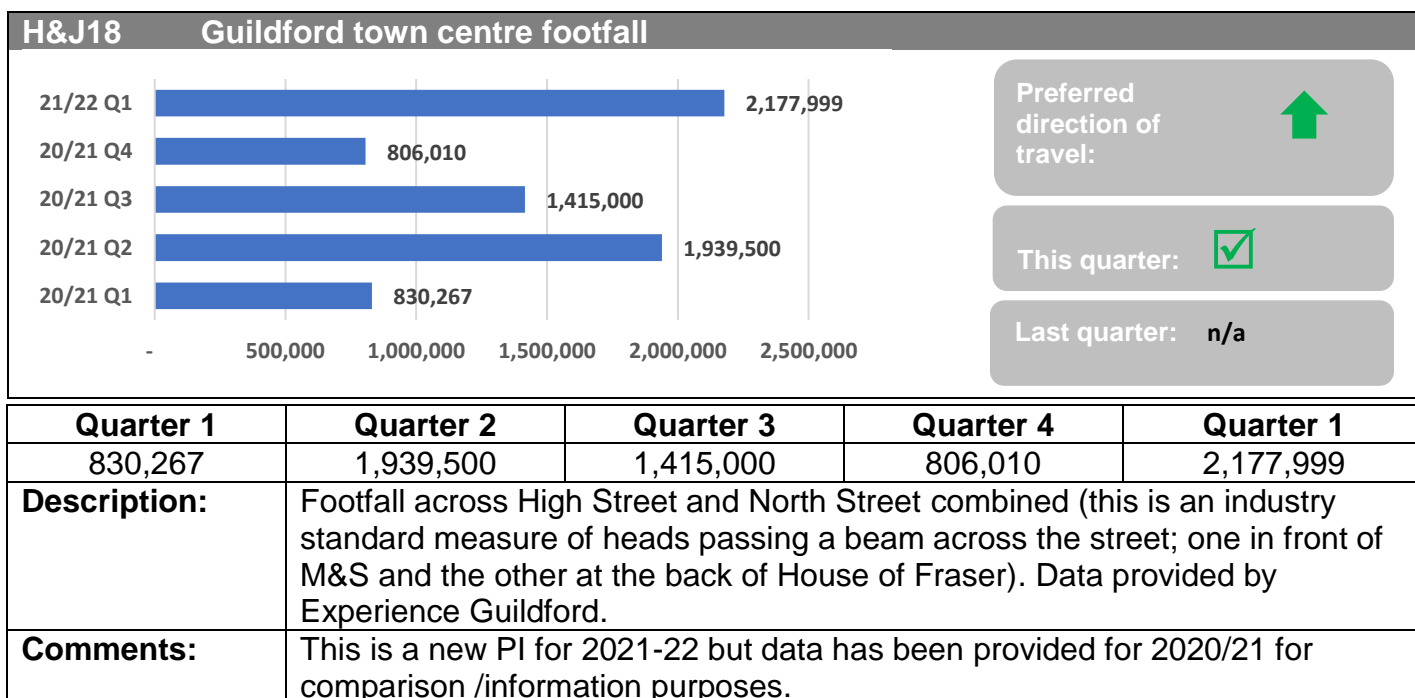 H&J18 Guildford town centre footfall
21/22 Q1 2,177,999
20/21 Q4 806,010
20/21 Q3 1,415,000
20/21 Q2 1,939,500
20/21 Q1 830,267
- 500,000 1,000,000 1,500,000 2,000,000 2,500,000
Preferred
direction of
travel:
This quarter: ☑
Last quarter: n/a
Quarter 1 Quarter 2 Quarter 3 Quarter 4 Quarter 1
830,267 1,939,500 1,415,000 806,010 2,177,999
Description: Footfall across High Street and North Street combined (this is an industry
standard measure of heads passing a beam across the street; one in front of
M&S and the other at the back of House of Fraser). Data provided by
Experience Guildford.
Comments: This is a new PI for 2021-22 but data has been provided for 2020/21 for
comparison /information purposes.